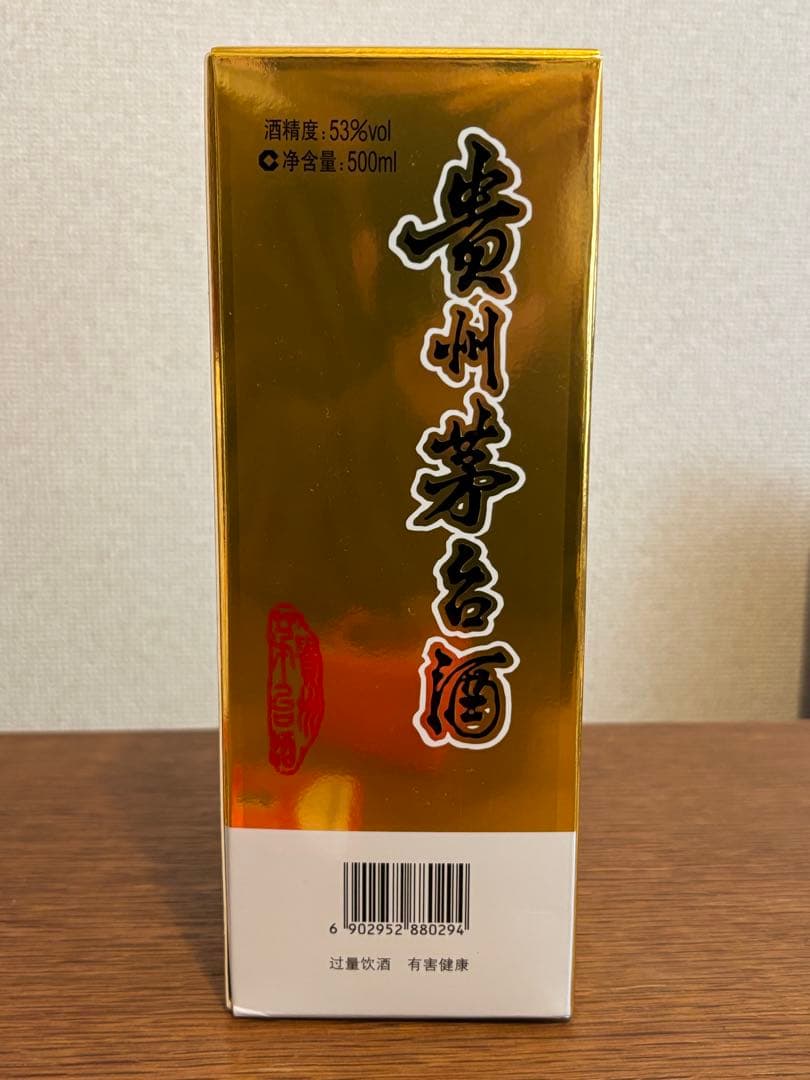 酒精度:53%vol
净含量:500ml
貴州茅台酒
6 902952 880294
过量饮酒 有害健康